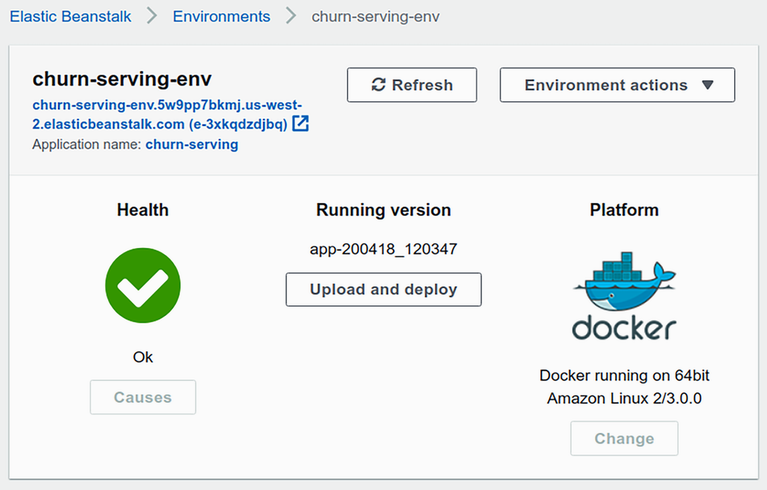 Elastic Beanstalk > Environments > churn-serving-env
churn-serving-env
Refresh
Environment actions ▼
churn-serving-env.5w9pp7bkmj.us-west-
2.elasticbeanstalk.com (e-3xkqdzdjbq)
Application name: churn-serving
Health
Running version
Platform
app-200418_120347
Upload and deploy
docker
Ok
Docker running on 64bit
Amazon Linux 2/3.0.0
Causes
Change